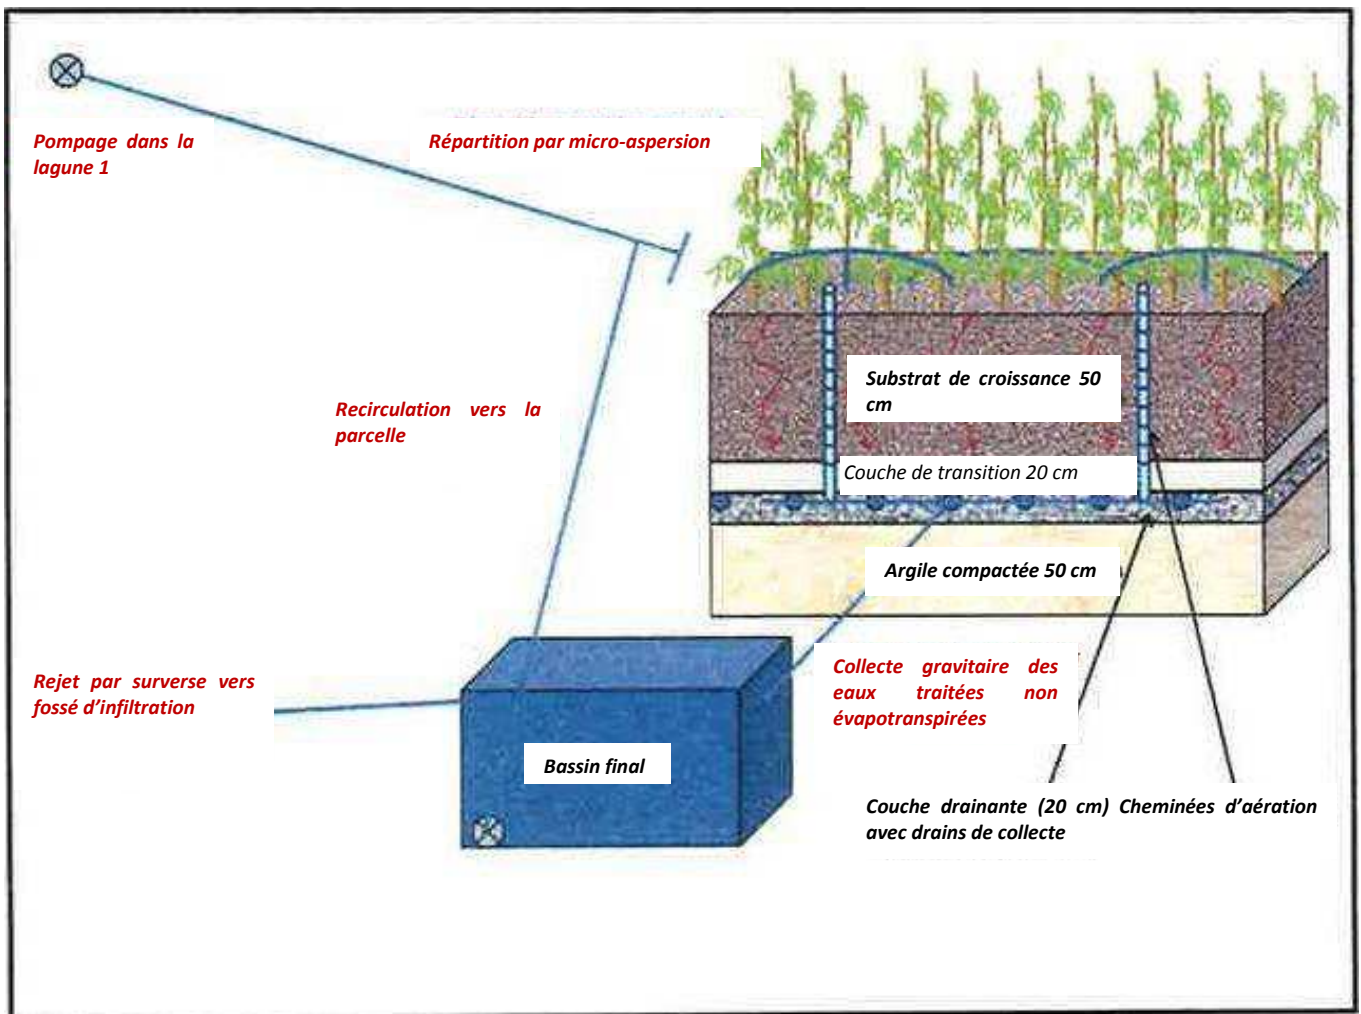 Pompage dans la
lagune 1
Répartition par micro-aspersion
Recirculation vers la
parcelle
Substrat de croissance 50
cm
Couche de transition 20 cm
Argile compactée 50 cm
Rejet par surverse vers
fossé d'infiltration
Collecte gravitaire des
eaux traitées non
évapotranspirées
Bassin final
Couche drainante (20 cm) Cheminées d'aération
avec drains de collecte